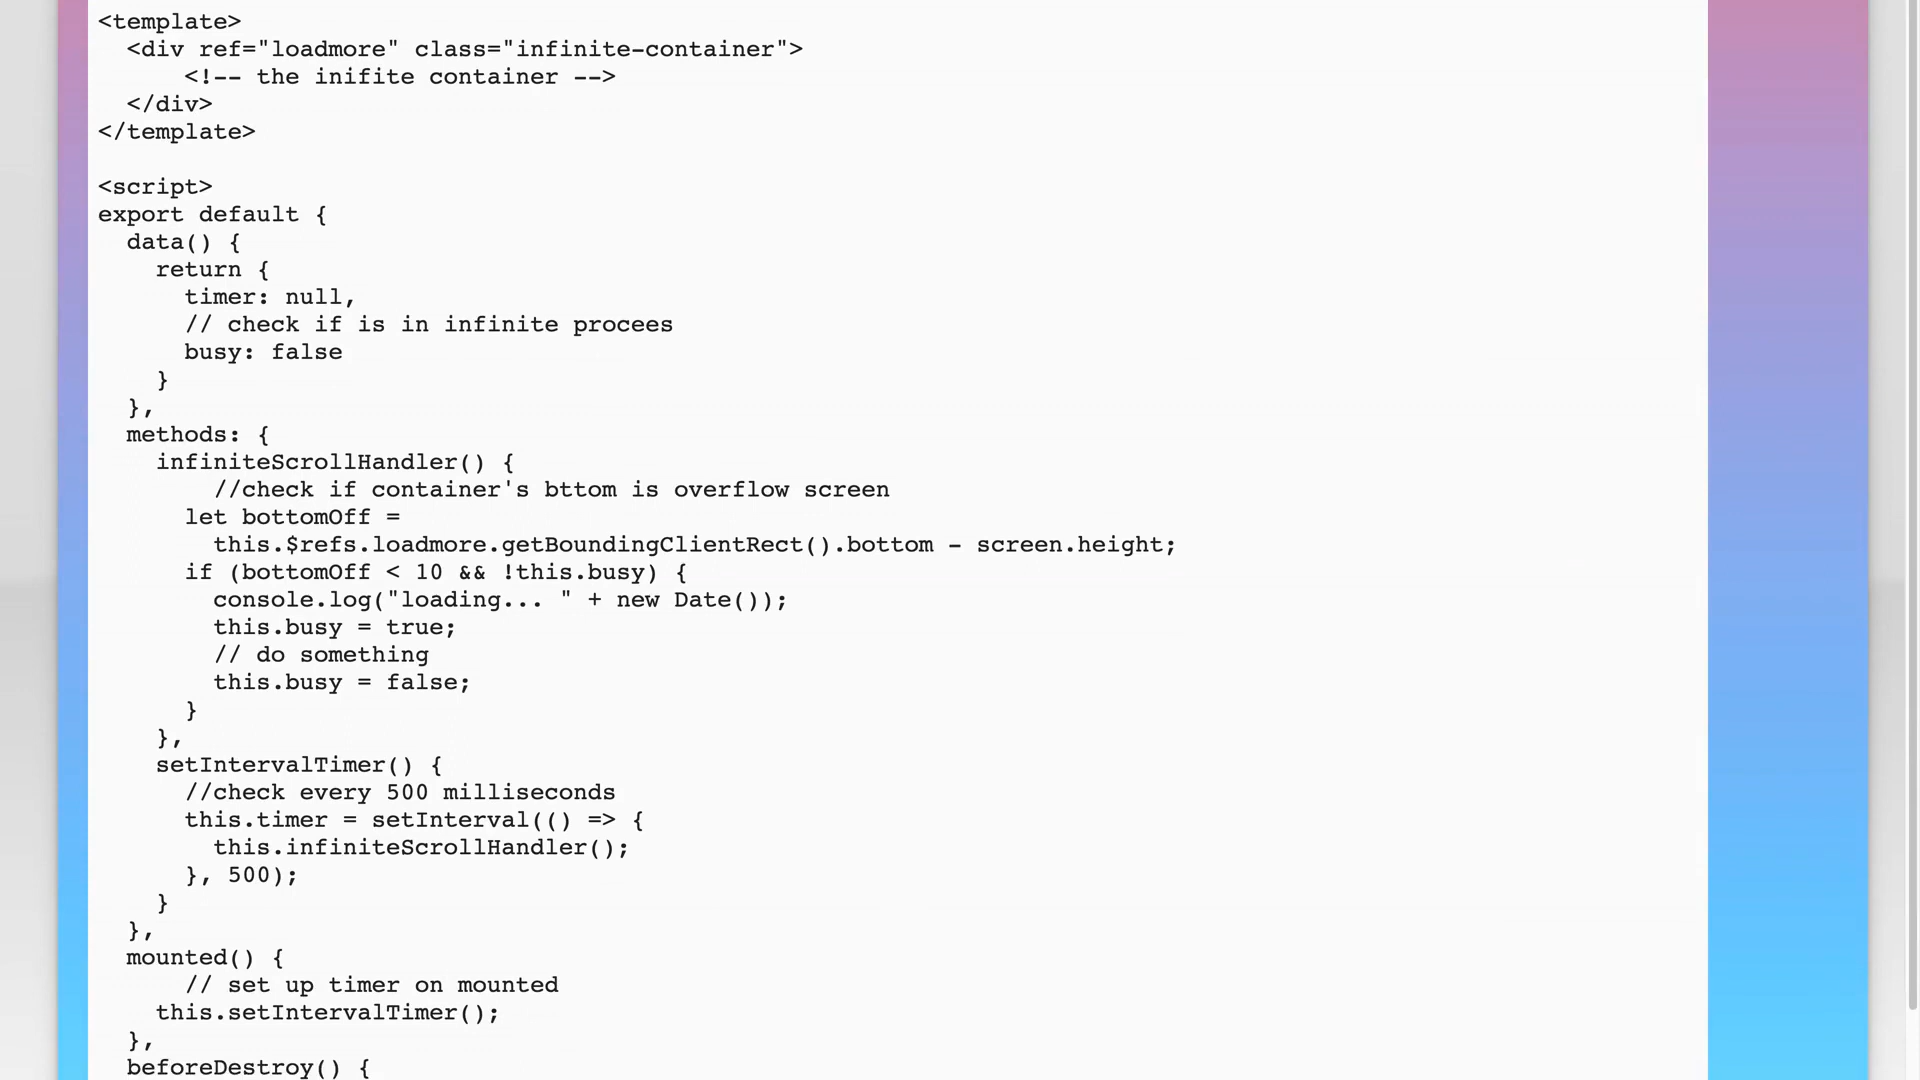 <template>
  <div ref="loadmore" class="infinite-container">
      <!-- the inifite container -->
  </div>
</template>

<script>
export default {
  data() {
    return {
      timer: null,
      // check if is in infinite procees
      busy: false
    }
  },
  methods: {
    infiniteScrollHandler() {
        //check if container's bttom is overflow screen
      let bottomOff =
        this.$refs.loadmore.getBoundingClientRect().bottom - screen.height;
      if (bottomOff < 10 && !this.busy) {
        console.log("loading... " + new Date());
        this.busy = true;
        // do something
        this.busy = false;
      }
    },
    setIntervalTimer() {
      //check every 500 milliseconds
      this.timer = setInterval(() => {
        this.infiniteScrollHandler();
      }, 500);
    }
  },
  mounted() {
      // set up timer on mounted
    this.setIntervalTimer();
  },
  beforeDestroy() {